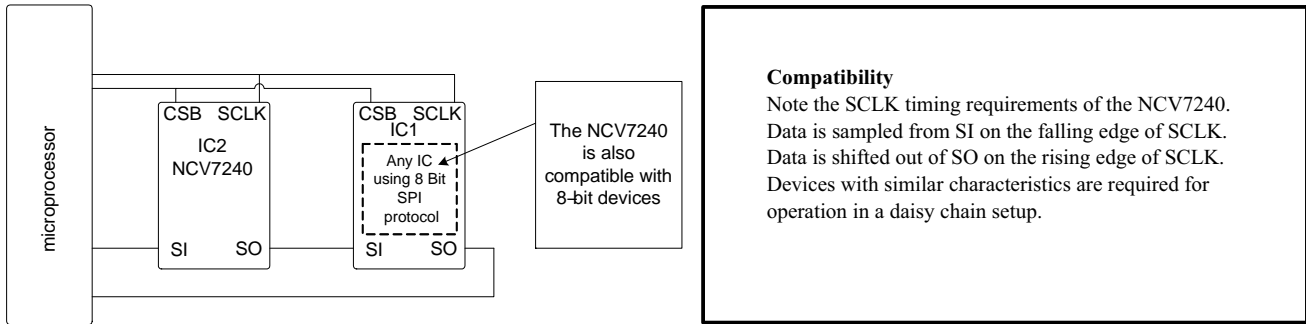 microprocessor
CSB SCLK
IC2
NCV7240
SI SO
CSB SCLK
IC1
Any IC
using 8 Bit
SPI
protocol
SI SO
The NCV7240
is also
compatible with
8−bit devices
Compatibility
Note the SCLK timing requirements of the NCV7240.
Data is sampled from SI on the falling edge of SCLK.
Data is shifted out of SO on the rising edge of SCLK.
Devices with similar characteristics are required for
operation in a daisy chain setup.